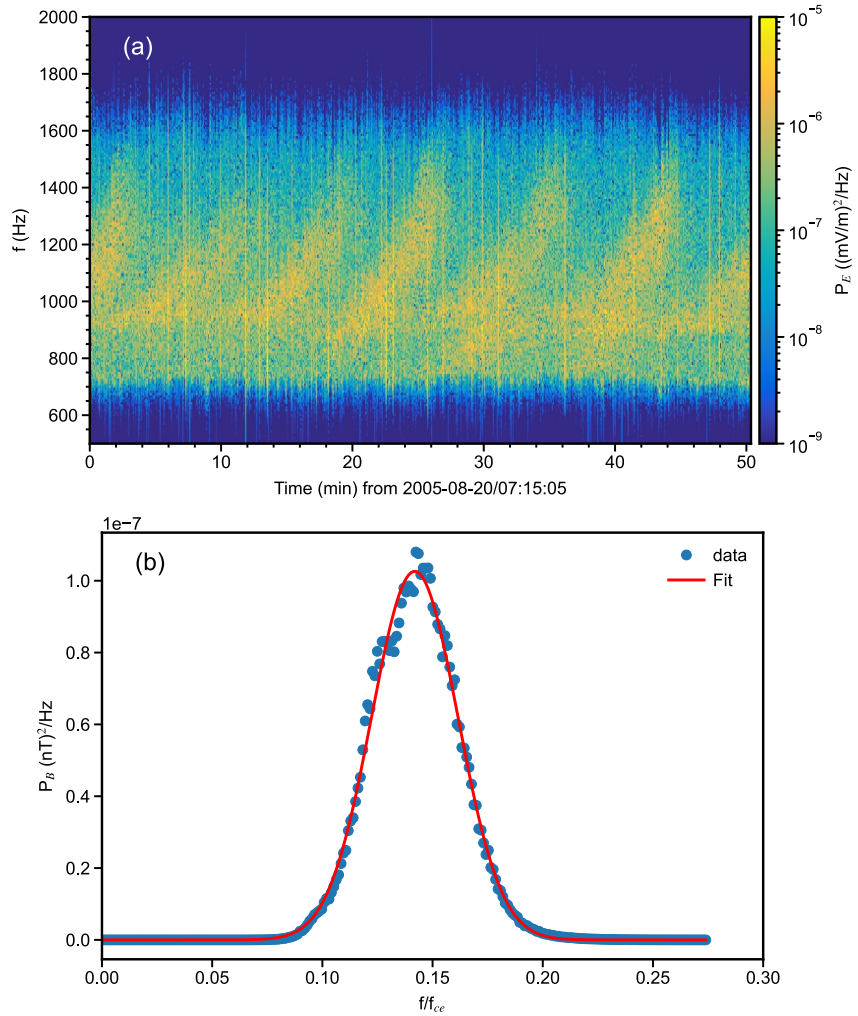 (a)
2000
1800
1600
1400
1200
1000
800
600
f (Hz)
0 10 20 30 40 50
Time (min) from 2005-08-20/07:15:05
10⁻⁵
10⁻⁶
10⁻⁷
10⁻⁸
10⁻⁹
P_E ((mV/m)²/Hz)
1e−7
(b)
data
Fit
1.0
0.8
0.6
0.4
0.2
0.0
P_B (nT)²/Hz
0.00 0.05 0.10 0.15 0.20 0.25 0.30
f/f_ce